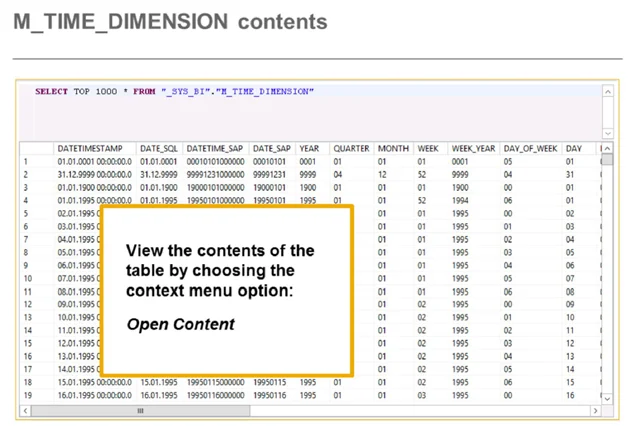 M_TIME_DIMENSION contents
SELECT TOP 1000 * FROM "_SYS_BI"."M_TIME_DIMENSION"
DATETIMESTAMP DATE_SQL DATETIME_SAP DATE_SAP YEAR QUARTER MONTH WEEK WEEK_YEAR DAY_OF_WEEK DAY
1 01.01.0001 00:00:00.0 01.01.0001 00010101000000 00010101 0001 01 01 01 0001 05 01
2 31.12.9999 00:00:00.0 31.12.9999 99991231000000 99991231 9999 04 12 52 9999 04 31
3 01.01.1900 00:00:00.0 01.01.1900 19000101000000 19000101 1900 01 01 01 1900 00 01
4 01.01.1995 00:00:00.0 01.01.1995 19950101000000 19950101 1995 01 01 52 1994 06 01
5 02.01.1995 01 01 1995 00 02
6 03.01.1995 01 01 1995 01 03
7 04.01.1995 01 01 1995 02 04
8 05.01.1995 01 01 1995 03 05
9 06.01.1995 01 01 1995 04 06
10 07.01.1995 01 01 1995 05 07
11 08.01.1995 01 01 1995 06 08
12 09.01.1995 01 02 1995 00 09
13 10.01.1995 01 02 1995 01 10
14 11.01.1995 01 02 1995 02 11
15 12.01.1995 01 02 1995 03 12
16 13.01.1995 01 02 1995 04 13
17 14.01.1995 01 02 1995 05 14
18 15.01.1995 00:00:00.0 15.01.1995 19950115000000 19950115 1995 01 01 02 1995 06 15
19 16.01.1995 00:00:00.0 16.01.1995 19950116000000 19950116 1995 01 01 03 1995 00 16
View the contents of the
table by choosing the
context menu option:
Open Content